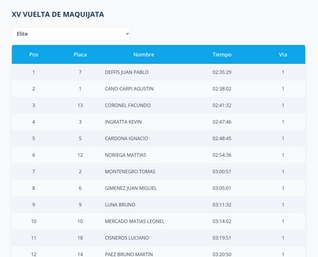 XV VUELTA DE MAQUIJATA
Elite
Pos Placa Nombre Tiempo Vta
1 7 DEFFIS JUAN PABLO 02:35:29 1
2 1 CANO CARPI AGUSTIN 02:38:02 1
3 13 CORONEL FACUNDO 02:41:32 1
4 3 INGRATTA KEVIN 02:47:46 1
5 5 CARDONA IGNACIO 02:48:45 1
6 12 NORIEGA MATTIAS 02:54:36 1
7 2 MONTENEGRO TOMAS 03:00:51 1
8 6 GIMENEZ JUAN MIGUEL 03:05:01 1
9 9 LUNA BRUNO 03:11:32 1
10 10 MERCADO MATIAS LEONEL 03:14:02 1
11 18 CISNEROS LUCIANO 03:19:51 1
12 14 PAEZ BRUNO MARTIN 03:20:50 1